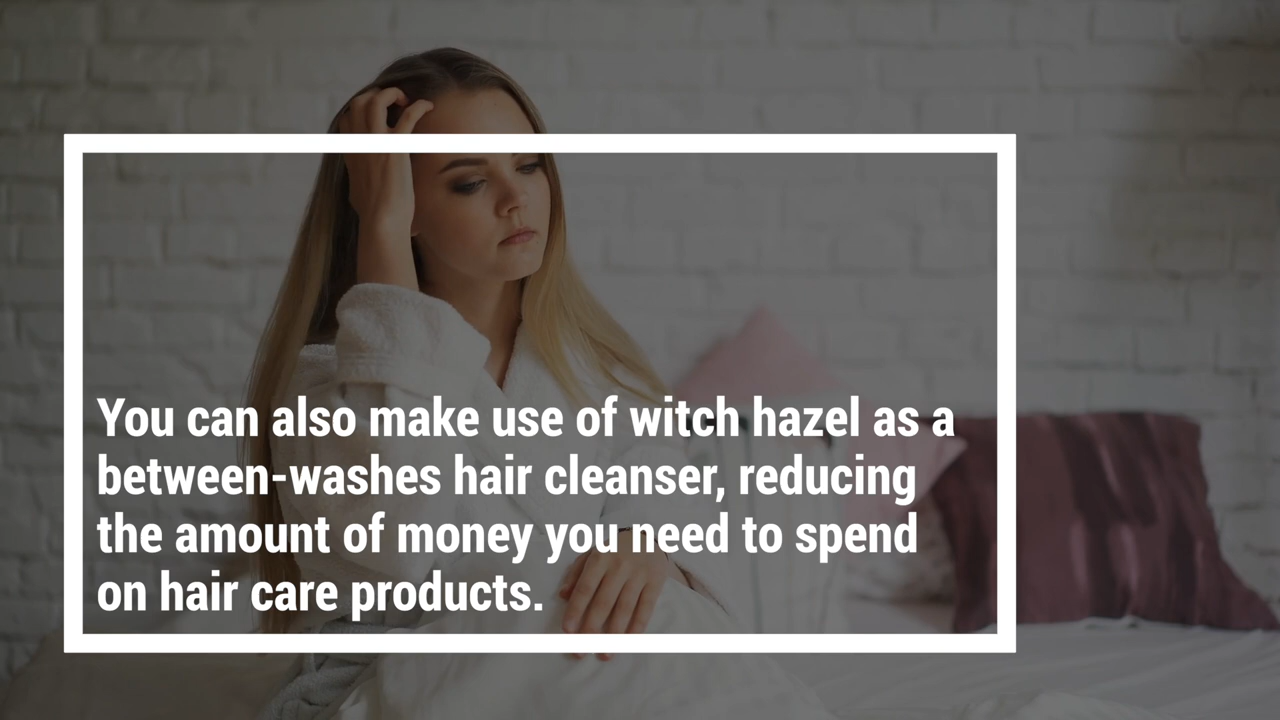 You can also make use of witch hazel as a
between-washes hair cleanser, reducing
the amount of money you need to spend
on hair care products.